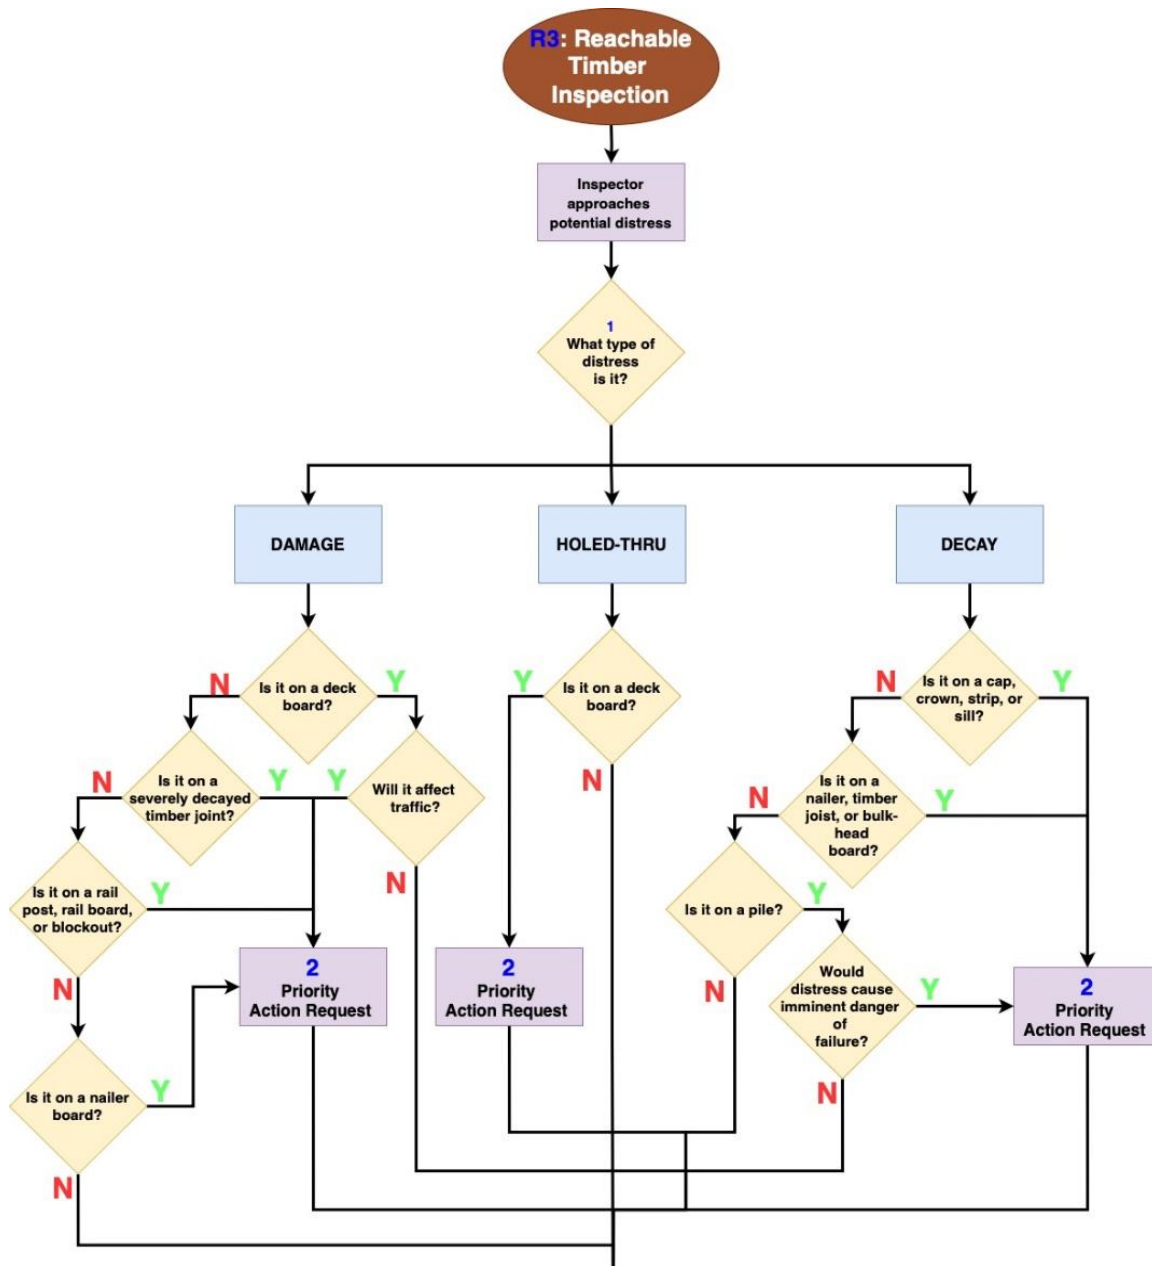 R3: Reachable
Timber
Inspection
Inspector
approaches
potential distress
1
What type of
distress
is it?
DAMAGE
HOLED-THRU
DECAY
N
Is it on a deck
board?
Y
Y
Is it on a deck
board?
N
N
Is it on a cap,
crown, strip, or
sill?
Y
N
Is it on a
severely decayed
timber joint?
Y
Y
Will it affect
traffic?
N
N
Is it on a
nailer, timber
joist, or bulk-
head
board?
Y
Is it on a rail
post, rail board,
or blockout?
Y
N
Is it on a pile?
Y
N
2
Priority
Action Request
2
Priority
Action Request
Would
distress cause
imminent danger
of
failure?
Y
N
2
Priority
Action Request
Is it on a nailer
board?
Y
N